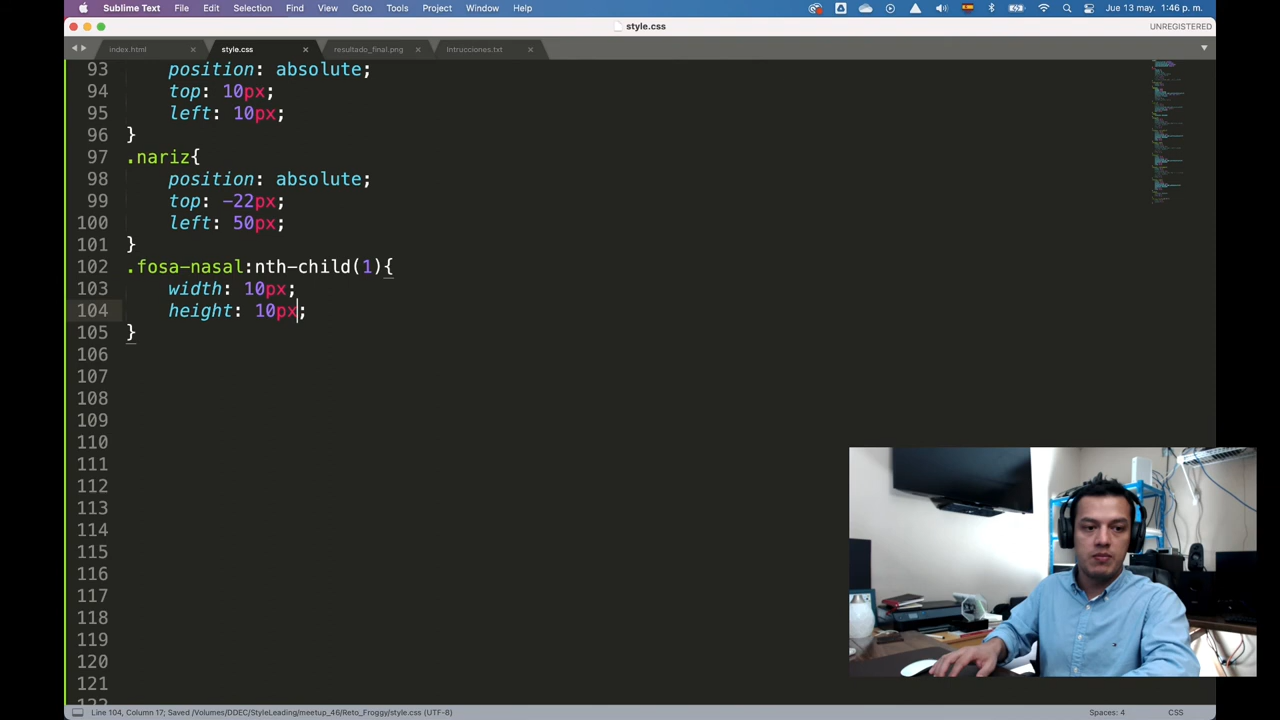 Sublime Text File Edit Selection Find View Goto Tools Project Window Help Jue 13 may. 1:46 p. m.
style.css UNREGISTERED
index.html style.css resultado_final.png Intrucciones.txt
93 position: absolute;
94 top: 10px;
95 left: 10px;
96 }
97 .nariz{
98 position: absolute;
99 top: -22px;
100 left: 50px;
101 }
102 .fosa-nasal:nth-child(1){
103 width: 10px;
104 height: 10px;
105 }
106
107
108
109
110
111
112
113
114
115
116
117
118
119
120
121
122
Line 104, Column 17; Saved /Volumes/DDEC/StyleLeading/meetup_46/Reto_Froggy/style.css (UTF-8) Spaces: 4 CSS